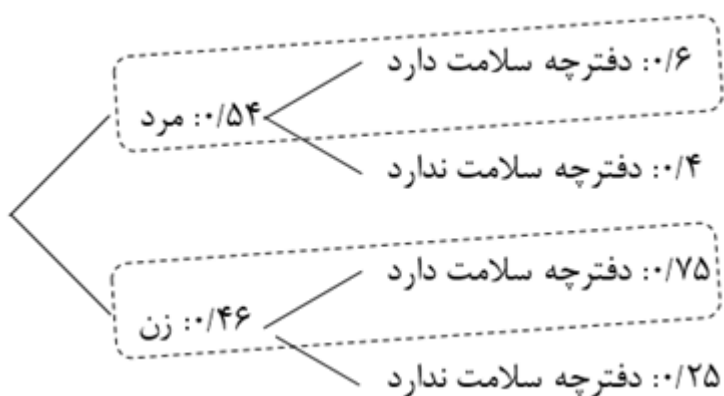 ۰/۶: دفترچه سلامت دارد
۰/۵۴: مرد
۰/۴: دفترچه سلامت ندارد
۰/۷۵: دفترچه سلامت دارد
۰/۴۶: زن
۰/۲۵: دفترچه سلامت ندارد